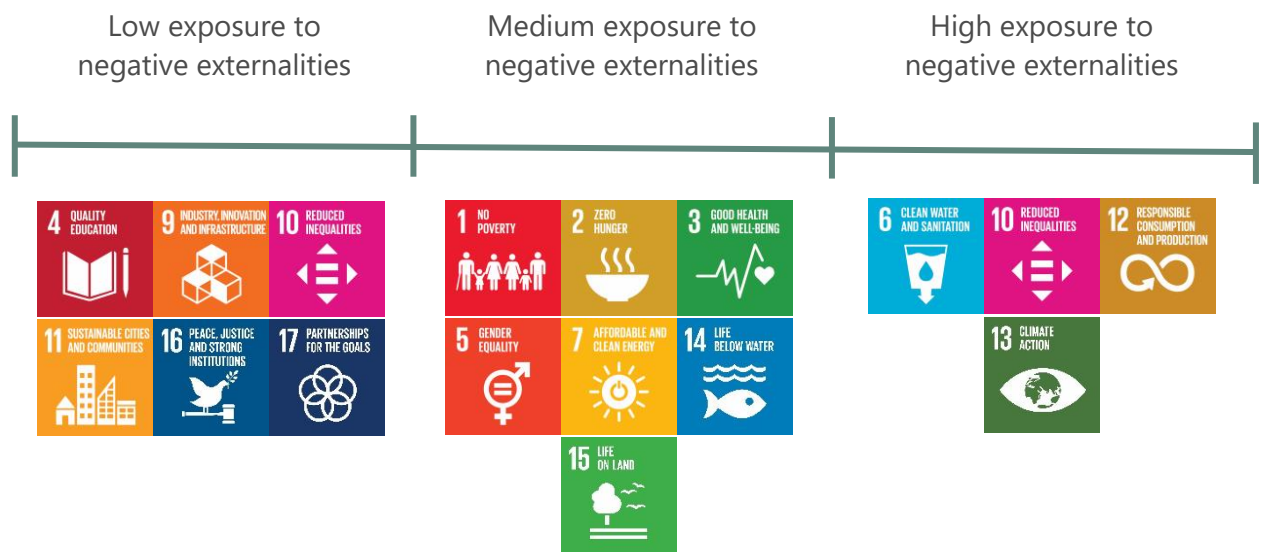 Low exposure to
negative externalities
Medium exposure to
negative externalities
High exposure to
negative externalities
4 QUALITY
EDUCATION
9 INDUSTRY, INNOVATION
AND INFRASTRUCTURE
10 REDUCED
INEQUALITIES
11 SUSTAINABLE CITIES
AND COMMUNITIES
16 PEACE, JUSTICE
AND STRONG
INSTITUTIONS
17 PARTNERSHIPS
FOR THE GOALS
1 NO
POVERTY
2 ZERO
HUNGER
3 GOOD HEALTH
AND WELL-BEING
5 GENDER
EQUALITY
7 AFFORDABLE AND
CLEAN ENERGY
14 LIFE
BELOW WATER
15 LIFE
ON LAND
6 CLEAN WATER
AND SANITATION
10 REDUCED
INEQUALITIES
12 RESPONSIBLE
CONSUMPTION
AND PRODUCTION
13 CLIMATE
ACTION